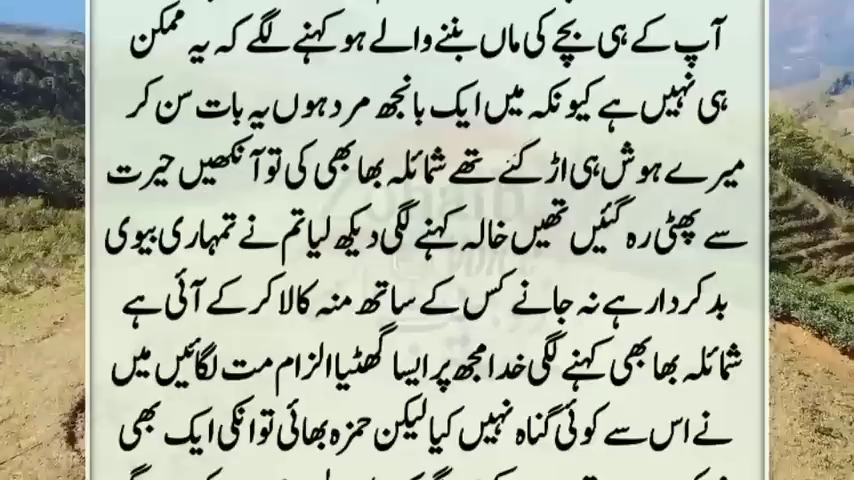 آپ کے ہی بچے کی ماں بننے والے ہو کہنے لگے کہ یہ ممکن
ہی نہیں ہے کیونکہ میں ایک بانجھ مرد ہوں یہ بات سن کر
میرے ہوش ہی اڑ گئے تھے شمائلہ بھابھی کی تو آنکھیں حیرت
سے پھٹی رہ گئیں تھیں خالہ کہنے لگی دیکھ لیا تم نے تمہاری بیوی
بدکردار ہے نہ جانے کس کے ساتھ منہ کالا کر کے آئی ہے
شمائلہ بھابھی کہنے لگی خدا مجھ پر ایسا گھٹیا الزام مت لگائیں میں
نے اس سے کوئی گناہ نہیں کیا لیکن حمزہ بھائی تو انکی ایک بھی